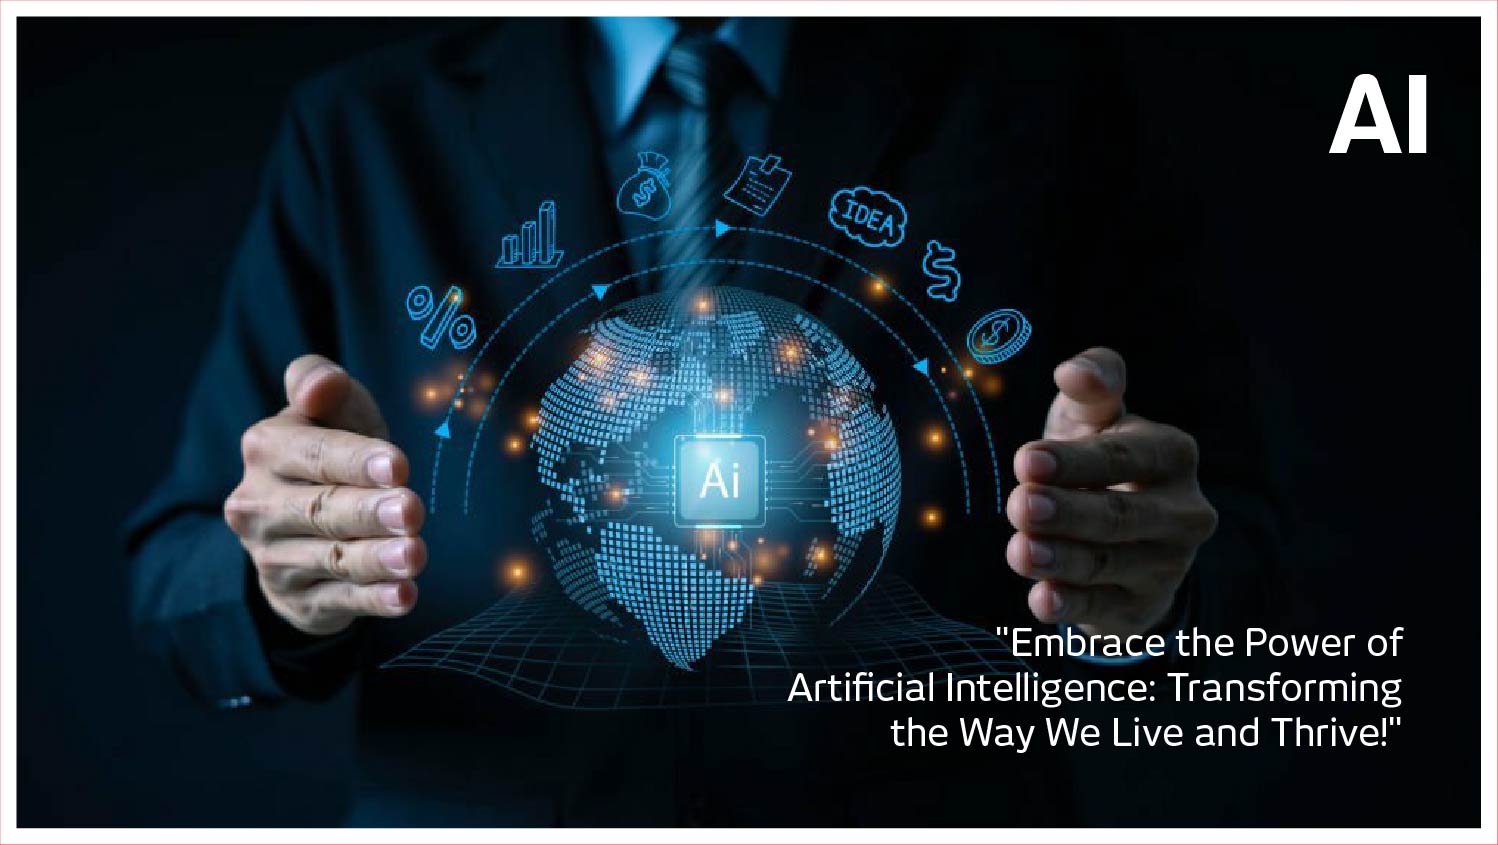 AI
IDEA
Ai
"Embrace the Power of
Artificial Intelligence: Transforming
the Way We Live and Thrive!"